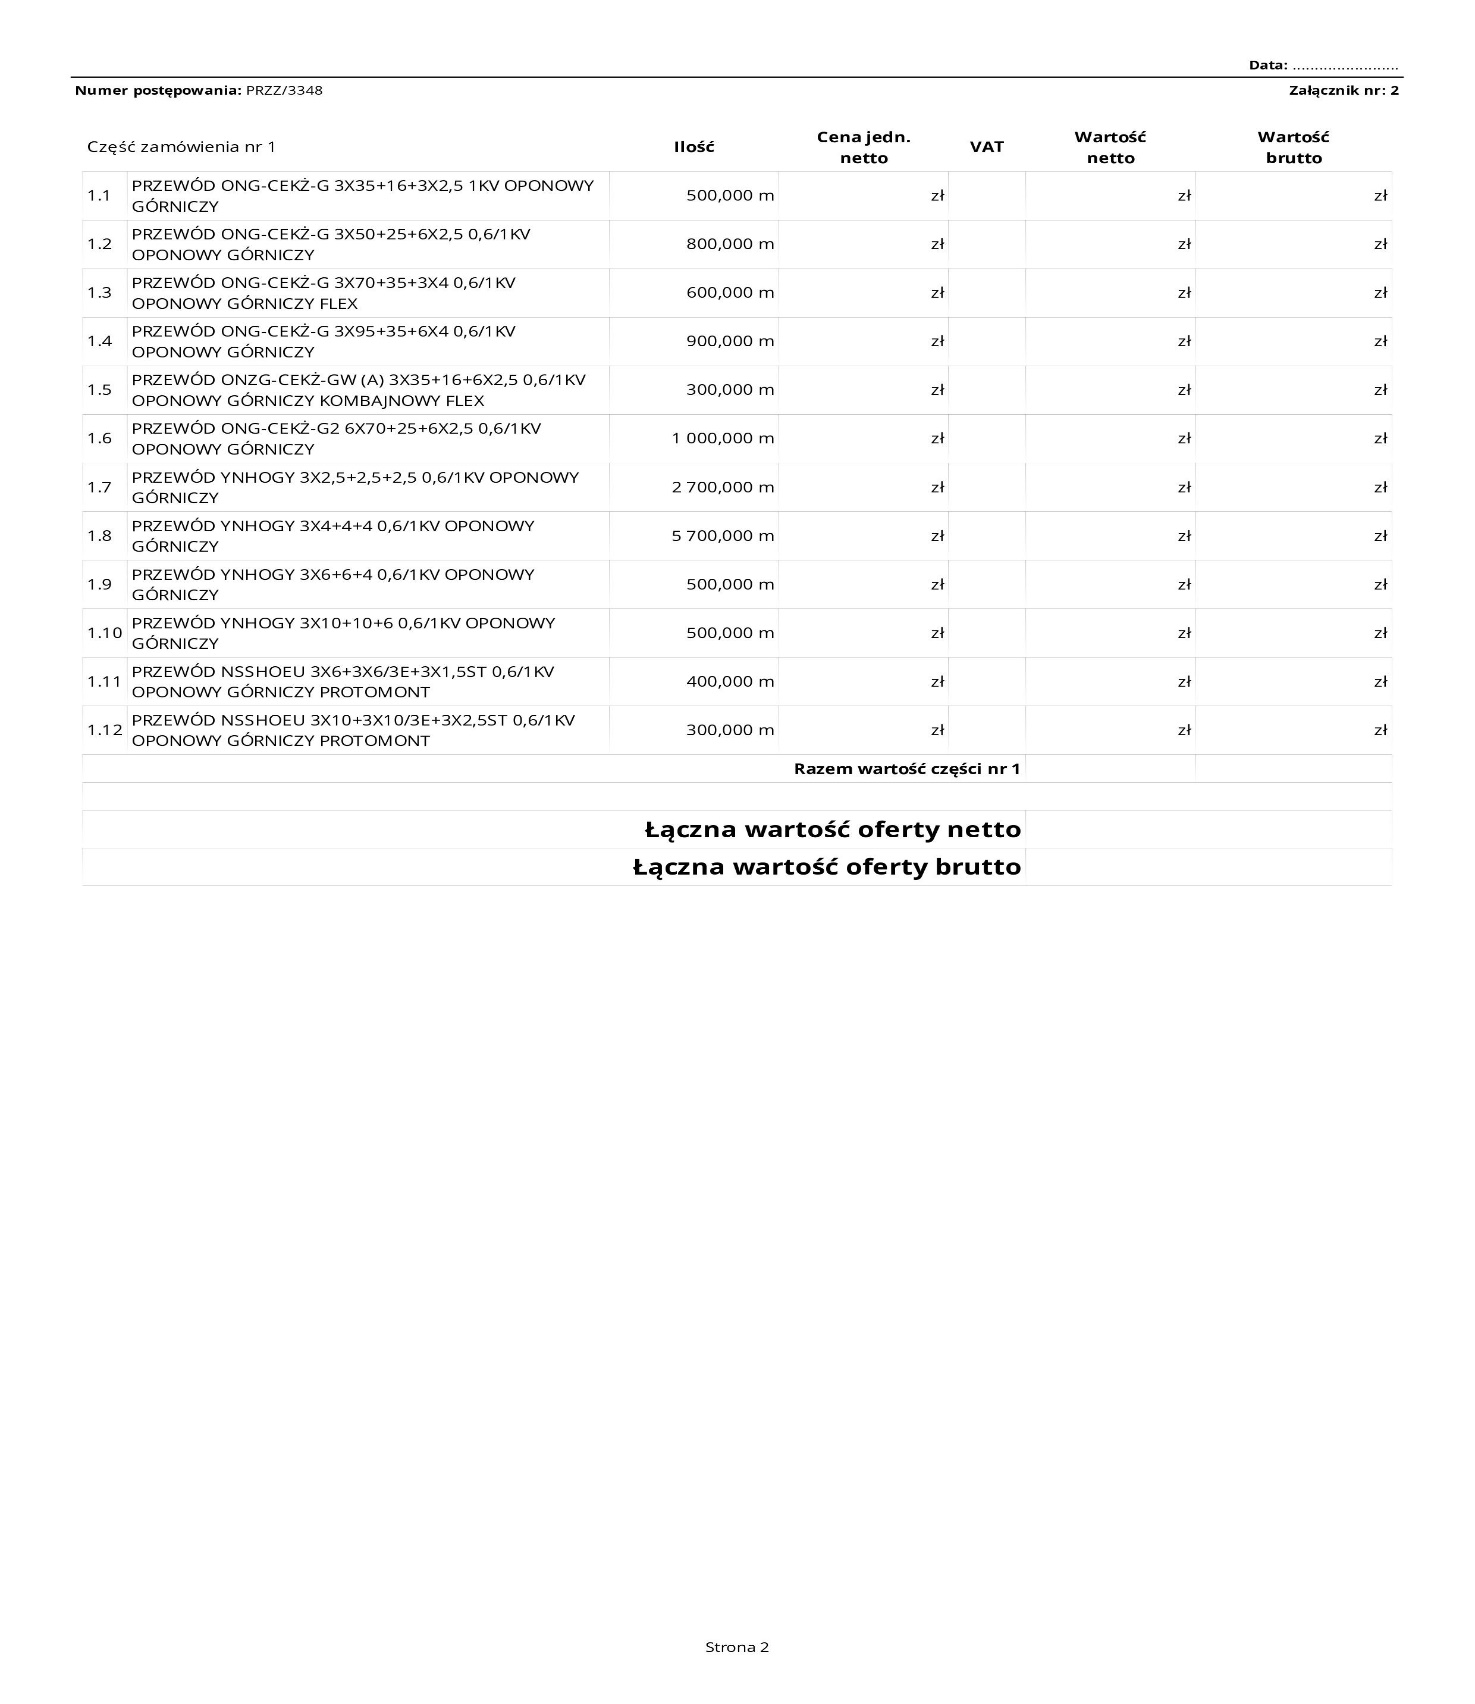 Data: ........................
Numer postępowania: PRZZ/3348 Załącznik nr: 2
Część zamówienia nr 1 Ilość Cena jedn. netto VAT Wartość netto Wartość brutto
1.1 PRZEWÓD ONG-CEKŻ-G 3X35+16+3X2,5 1KV OPONOWY
GÓRNICZY 500,000 m zł zł zł
1.2 PRZEWÓD ONG-CEKŻ-G 3X50+25+6X2,5 0,6/1KV
OPONOWY GÓRNICZY 800,000 m zł zł zł
1.3 PRZEWÓD ONG-CEKŻ-G 3X70+35+3X4 0,6/1KV
OPONOWY GÓRNICZY FLEX 600,000 m zł zł zł
1.4 PRZEWÓD ONG-CEKŻ-G 3X95+35+6X4 0,6/1KV
OPONOWY GÓRNICZY 900,000 m zł zł zł
1.5 PRZEWÓD ONZG-CEKŻ-GW (A) 3X35+16+6X2,5 0,6/1KV
OPONOWY GÓRNICZY KOMBAJNOWY FLEX 300,000 m zł zł zł
1.6 PRZEWÓD ONG-CEKŻ-G2 6X70+25+6X2,5 0,6/1KV
OPONOWY GÓRNICZY 1 000,000 m zł zł zł
1.7 PRZEWÓD YNHOGY 3X2,5+2,5+2,5 0,6/1KV OPONOWY
GÓRNICZY 2 700,000 m zł zł zł
1.8 PRZEWÓD YNHOGY 3X4+4+4 0,6/1KV OPONOWY
GÓRNICZY 5 700,000 m zł zł zł
1.9 PRZEWÓD YNHOGY 3X6+6+4 0,6/1KV OPONOWY
GÓRNICZY 500,000 m zł zł zł
1.10 PRZEWÓD YNHOGY 3X10+10+6 0,6/1KV OPONOWY
GÓRNICZY 500,000 m zł zł zł
1.11 PRZEWÓD NSSHOEU 3X6+3X6/3E+3X1,5ST 0,6/1KV
OPONOWY GÓRNICZY PROTOMONT 400,000 m zł zł zł
1.12 PRZEWÓD NSSHOEU 3X10+3X10/3E+3X2,5ST 0,6/1KV
OPONOWY GÓRNICZY PROTOMONT 300,000 m zł zł zł
Razem wartość części nr 1
Łączna wartość oferty netto
Łączna wartość oferty brutto
Strona 2